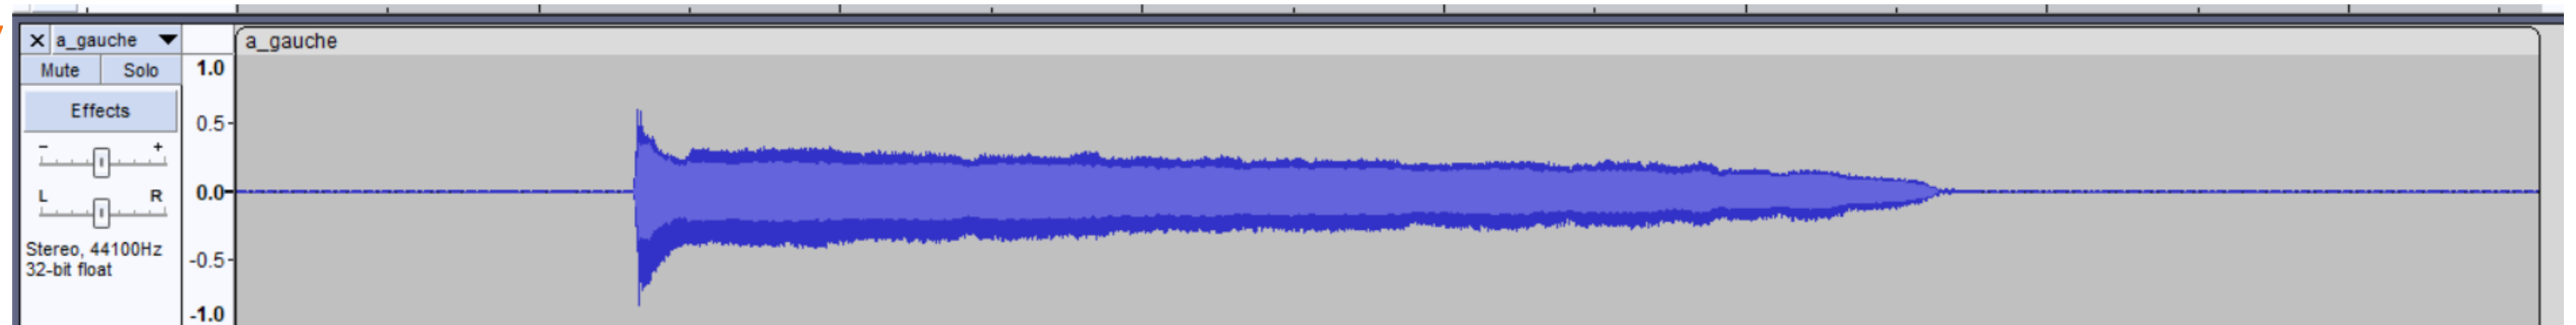 × a_gauche ▼ a_gauche
Mute Solo 1.0
Effects
0.5-
- +
0.0-
L R
Stereo, 44100Hz
32-bit float
-0.5-
-1.0